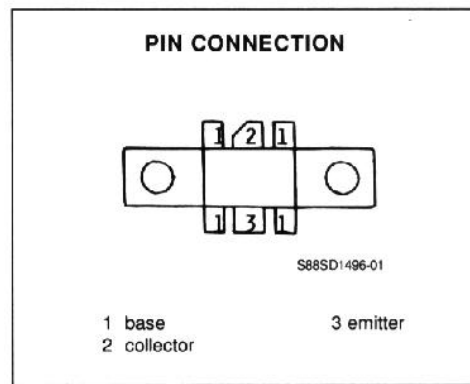 PIN CONNECTION
1 2 1
1 3 1
S88SD1496-01
1 base 3 emitter
2 collector